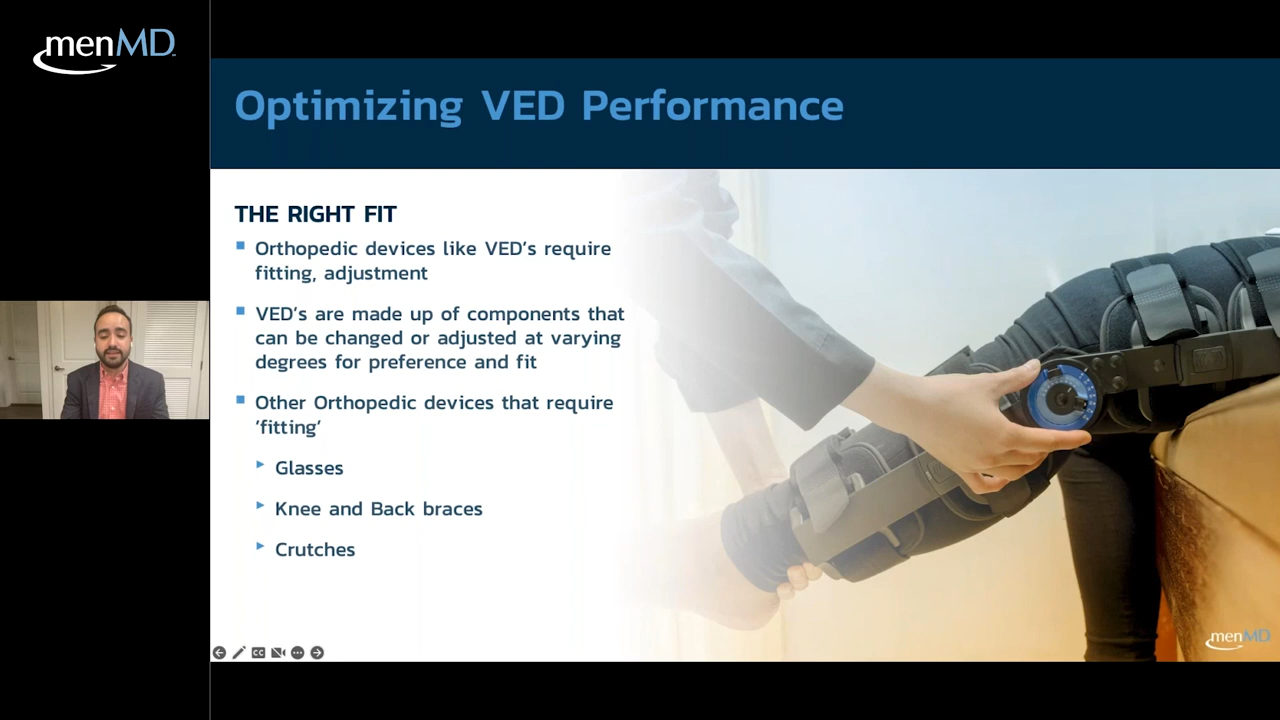 menMD
Optimizing VED Performance
THE RIGHT FIT
Orthopedic devices like VED's require
fitting, adjustment
VED's are made up of components that
can be changed or adjusted at varying
degrees for preference and fit
Other Orthopedic devices that require
'fitting'
Glasses
Knee and Back braces
Crutches
CC
menMD